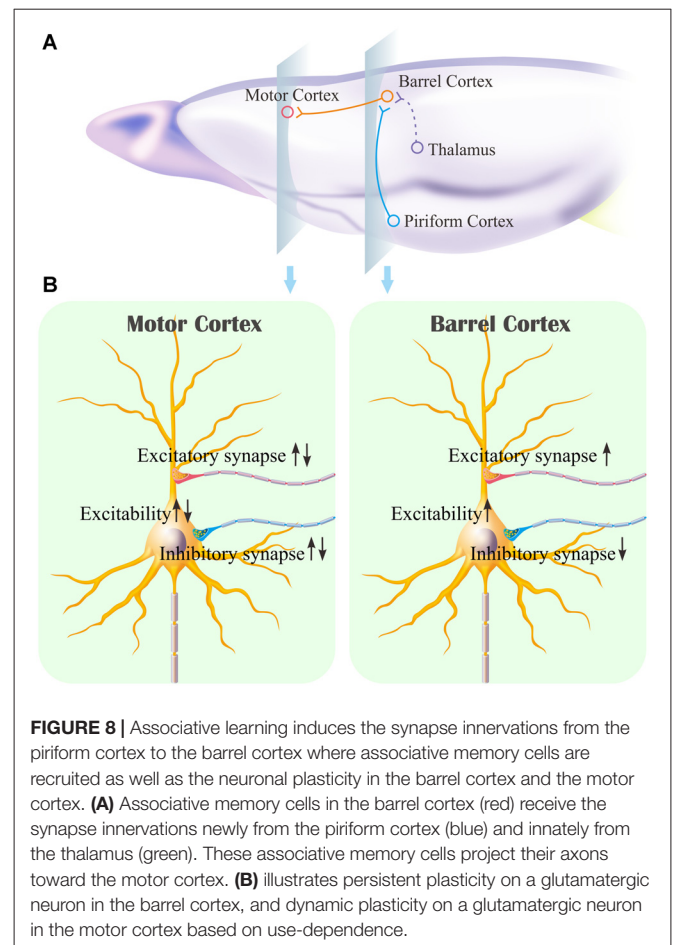 A
Barrel Cortex
Motor Cortex
Thalamus
Piriform Cortex
B
Motor Cortex
Barrel Cortex
Excitatory synapse
Excitatory synapse
Excitability
Excitability
Inhibitory synapse
Inhibitory synapse
FIGURE 8 | Associative learning induces the synapse innervations from the
piriform cortex to the barrel cortex where associative memory cells are
recruited as well as the neuronal plasticity in the barrel cortex and the motor
cortex. (A) Associative memory cells in the barrel cortex (red) receive the
synapse innervations newly from the piriform cortex (blue) and innately from
the thalamus (green). These associative memory cells project their axons
toward the motor cortex. (B) illustrates persistent plasticity on a glutamatergic
neuron in the barrel cortex, and dynamic plasticity on a glutamatergic neuron
in the motor cortex based on use-dependence.